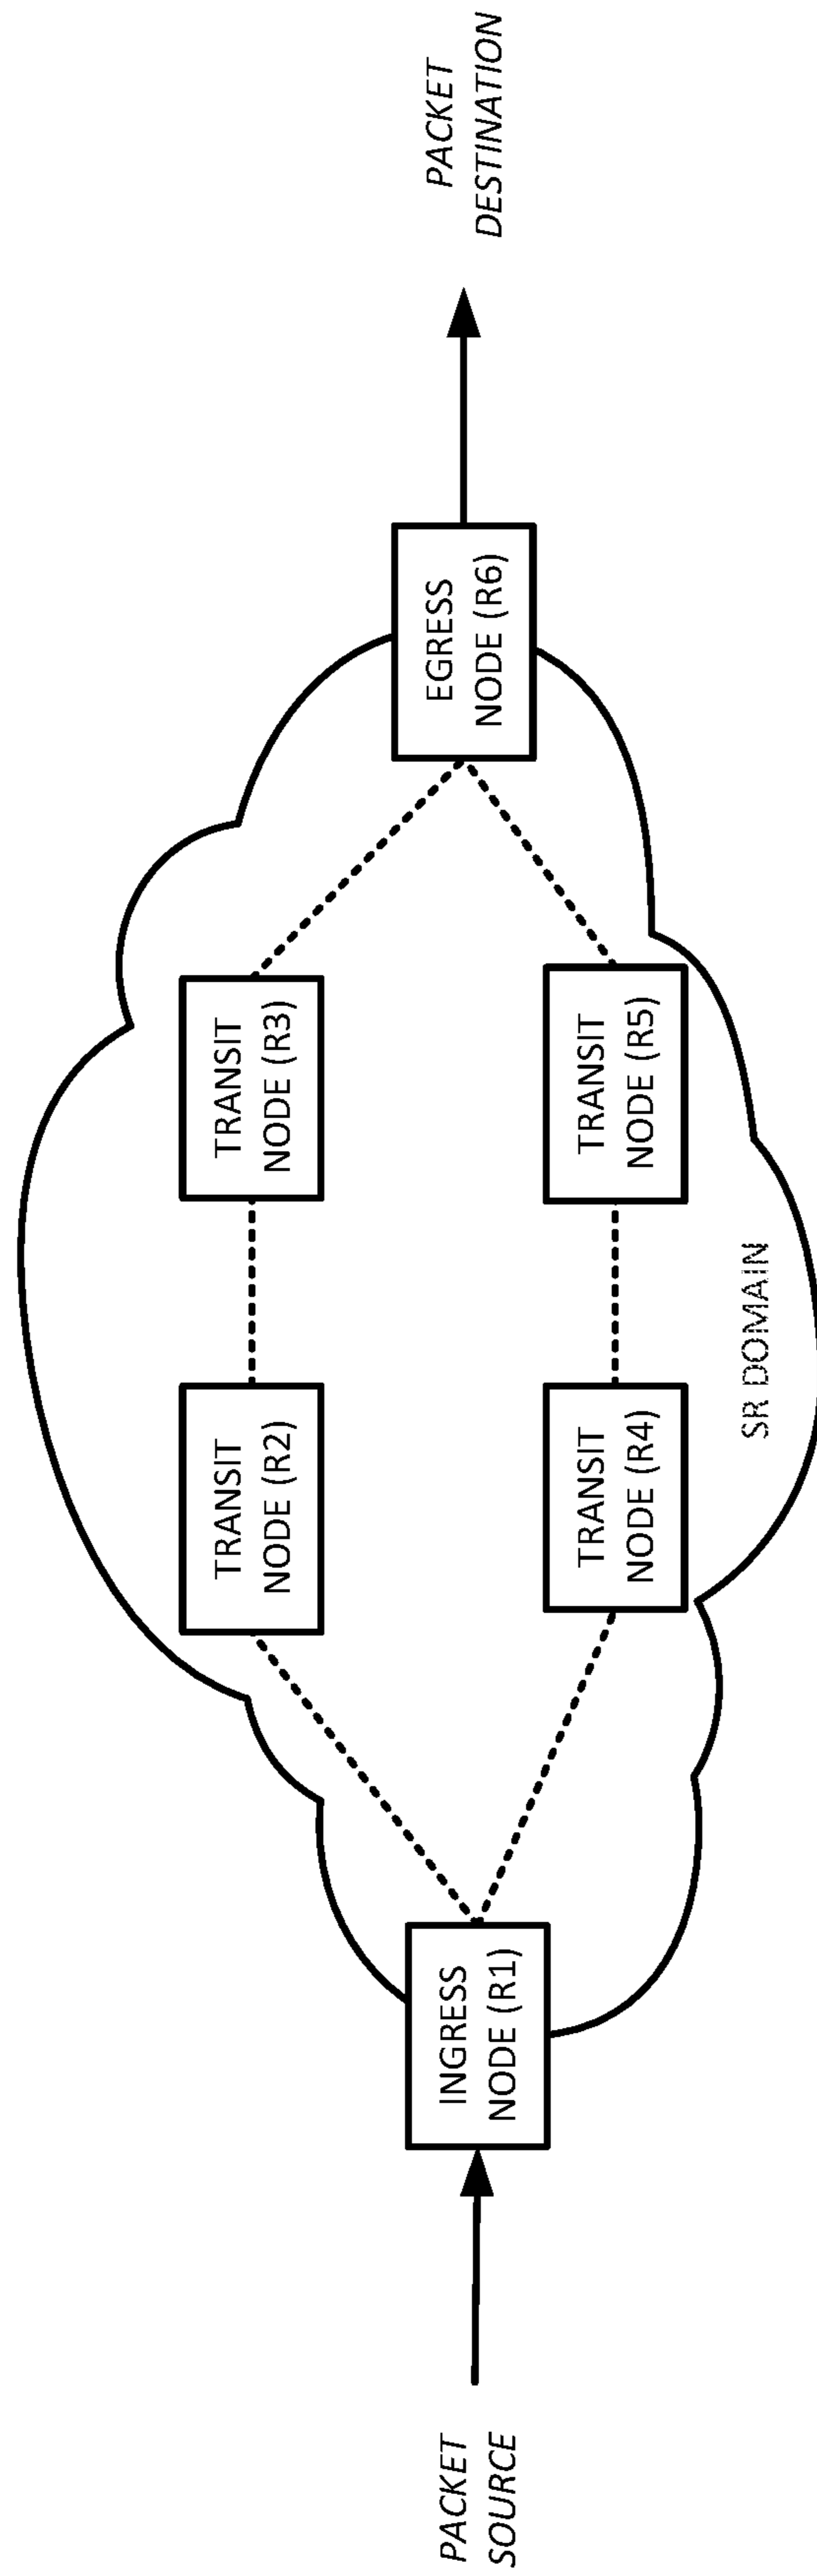 PACKET
SOURCE
INGRESS
NODE (R1)
TRANSIT
NODE (R2)
TRANSIT
NODE (R3)
TRANSIT
NODE (R4)
TRANSIT
NODE (R5)
SR DOMAIN
EGRESS
NODE (R6)
PACKET
DESTINATION